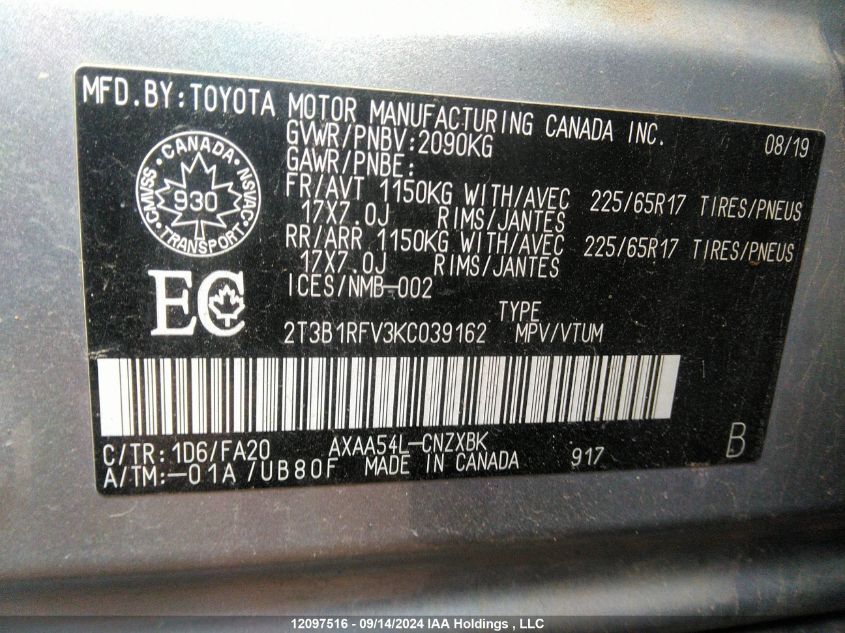 MFD.BY:TOYOTA MOTOR MANUFACTURING CANADA INC. 08/19
GVWR/PNBV:2090KG
GAWR/PNBE:
FR/AVT 1150KG WITH/AVEC 225/65R17 TIRES/PNEUS
17X7.0J RIMS/JANTES
RR/ARR 1150KG WITH/AVEC 225/65R17 TIRES/PNEUS
17X7.0J RIMS/JANTES
ICES/NMB-002
CANADA
CMVSS 930 NSVAC
TRANSPORT
EC
TYPE
2T3B1RFV3KC039162 MPV/VTUM
C/TR:1D6/FA20 AXAA54L-CNZXBK B
A/TM:-01A/UB80F MADE IN CANADA 917
12097516 - 09/14/2024 IAA Holdings , LLC